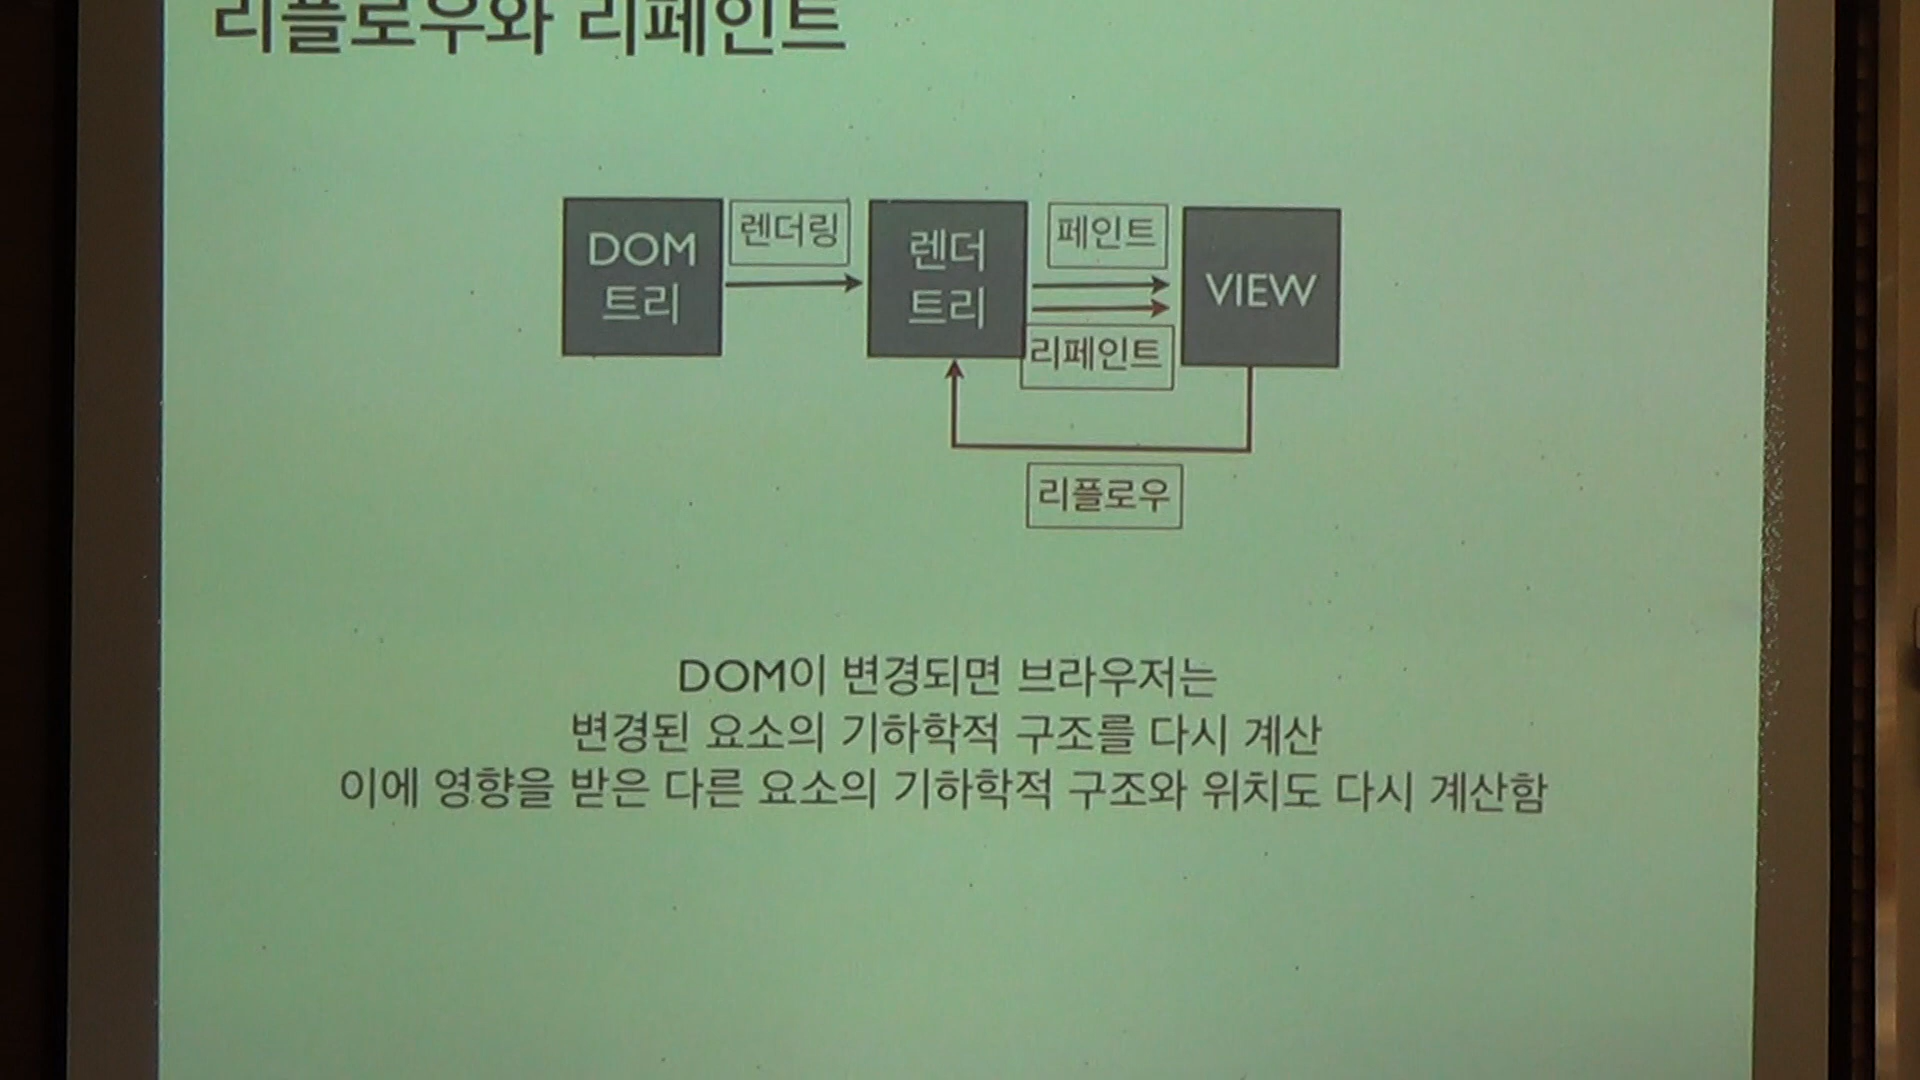 리플로우와 리페인트
DOM
트리
렌더링
렌더
트리
페인트
리페인트
VIEW
리플로우
DOM이 변경되면 브라우저는
변경된 요소의 기하학적 구조를 다시 계산
이에 영향을 받은 다른 요소의 기하학적 구조와 위치도 다시 계산함